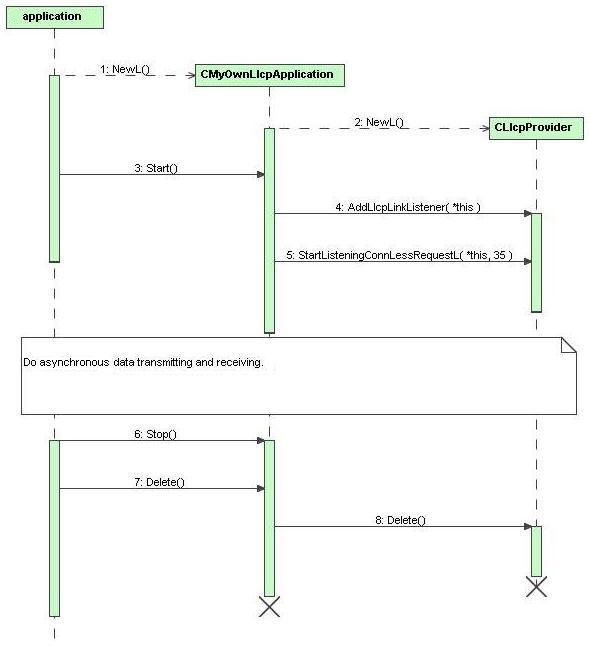 application
1: NewL()
CMyOwnLlcpApplication
2: NewL()
CLlcpProvider
3: Start()
4: AddLlcpLinkListener( *this )
5: StartListeningConnLessRequestL( *this, 35 )
Do asynchronous data transmitting and receiving.
6: Stop()
7: Delete()
8: Delete()